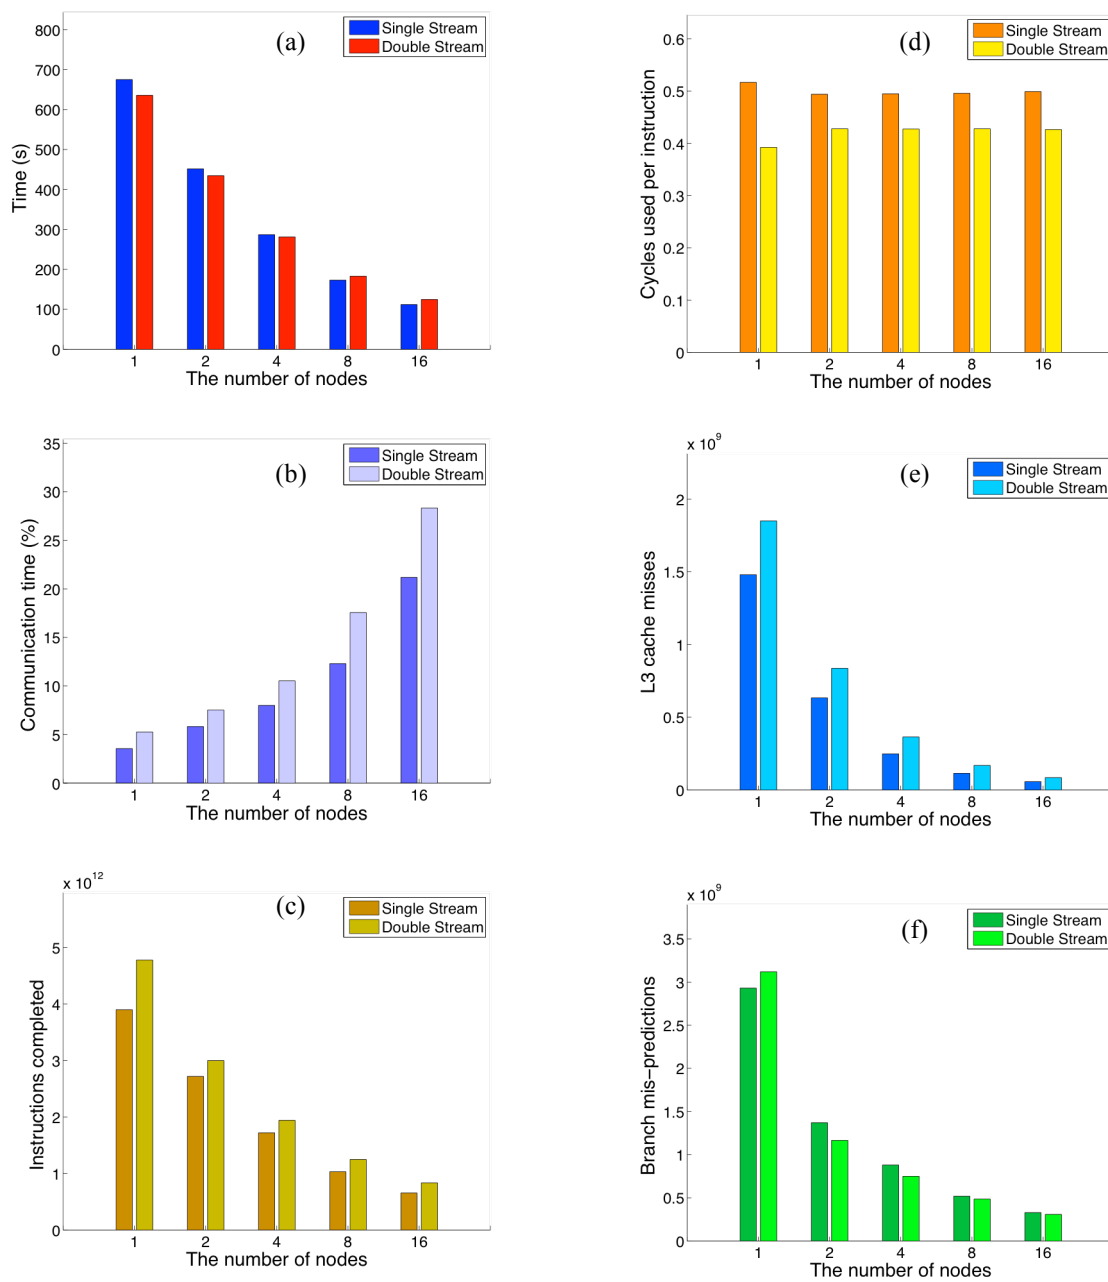 (a)
Single Stream
Double Stream
Time (s)
800
700
600
500
400
300
200
100
0
1 2 4 8 16
The number of nodes
(d)
Single Stream
Double Stream
Cycles used per instruction
0.6
0.5
0.4
0.3
0.2
0.1
0
1 2 4 8 16
The number of nodes
(b)
Single Stream
Double Stream
Communication time (%)
35
30
25
20
15
10
5
0
1 2 4 8 16
The number of nodes
x 10^9
(e)
Single Stream
Double Stream
L3 cache misses
2
1.5
1
0.5
0
1 2 4 8 16
The number of nodes
x 10^12
(c)
Single Stream
Double Stream
Instructions completed
5
4
3
2
1
0
1 2 4 8 16
The number of nodes
x 10^9
(f)
Single Stream
Double Stream
Branch mis-predictions
3.5
3
2.5
2
1.5
1
0.5
0
1 2 4 8 16
The number of nodes